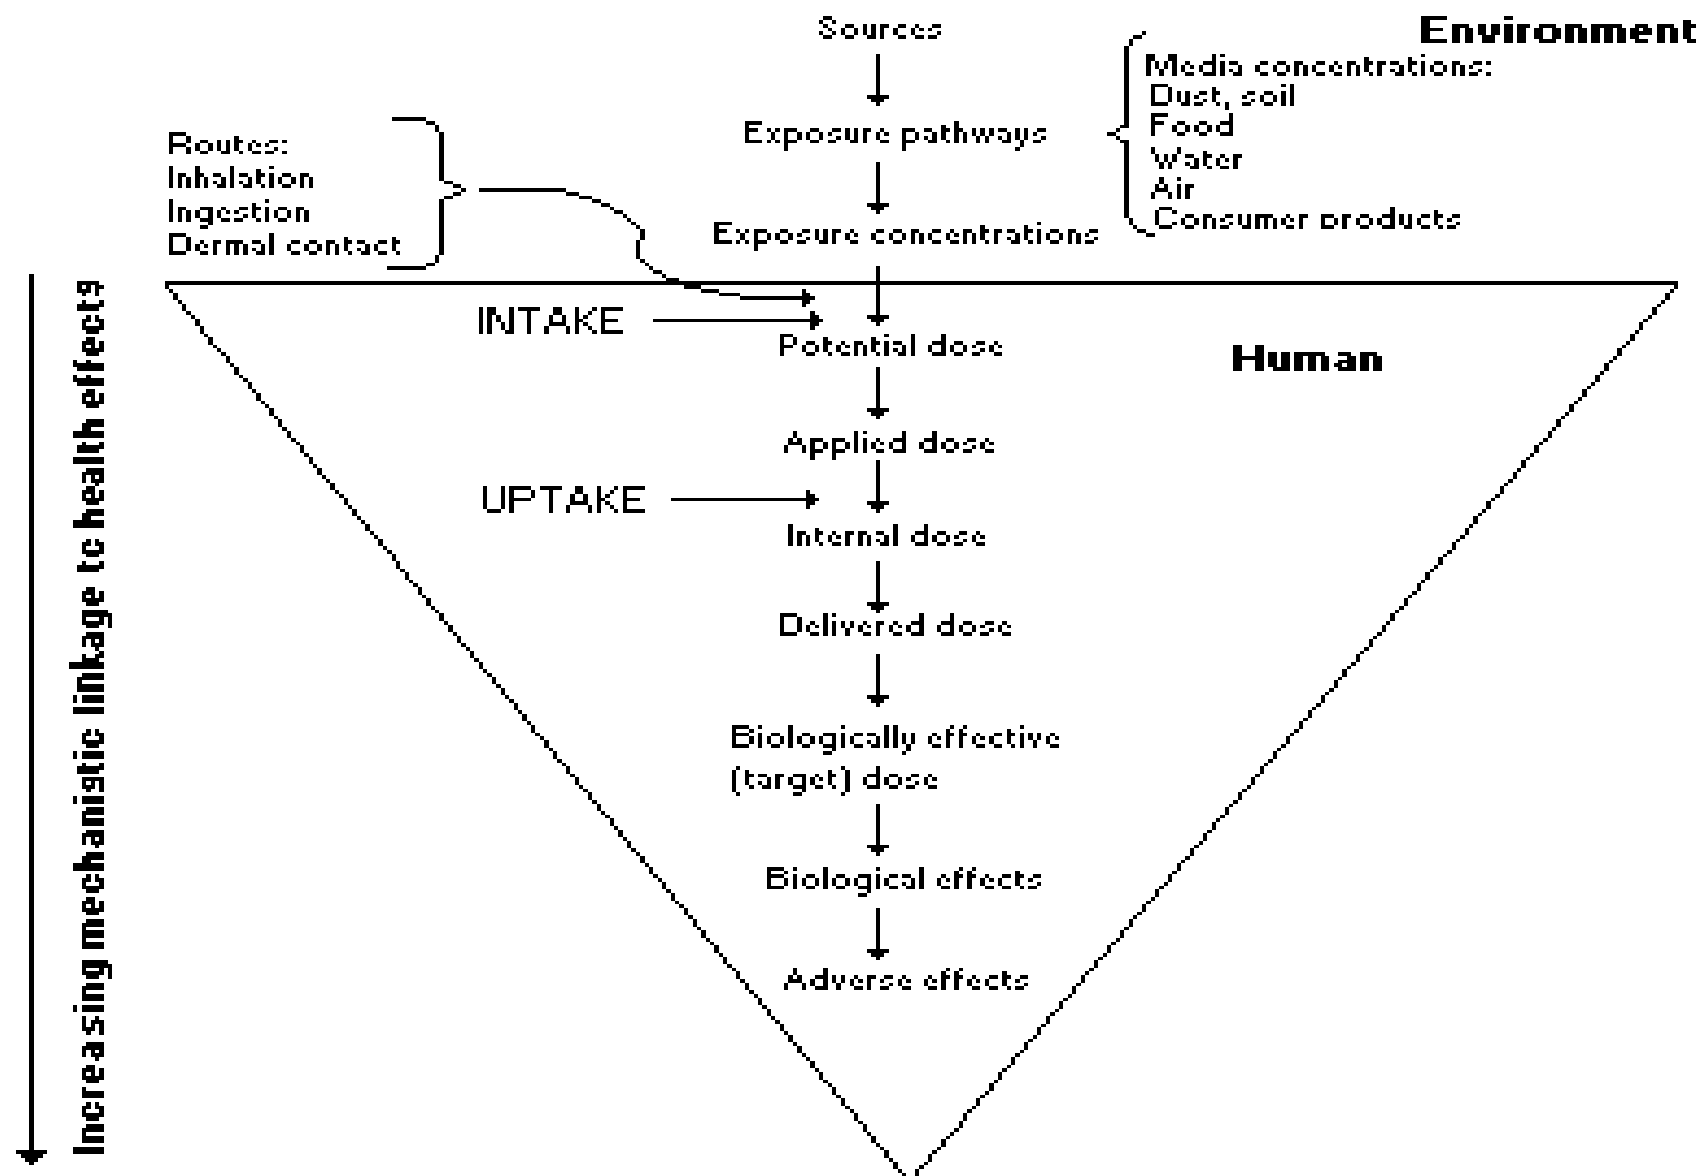 Sources
Environment
Media concentrations:
Dust, soil
Food
Water
Air
Consumer products
Exposure pathways
Routes:
Inhalation
Ingestion
Dermal contact
Exposure concentrations
INTAKE
Potential dose
Human
Applied dose
UPTAKE
Internal dose
Delivered dose
Biologically effective
(target) dose
Biological effects
Adverse effects
Increasing mechanistic linkage to health effects